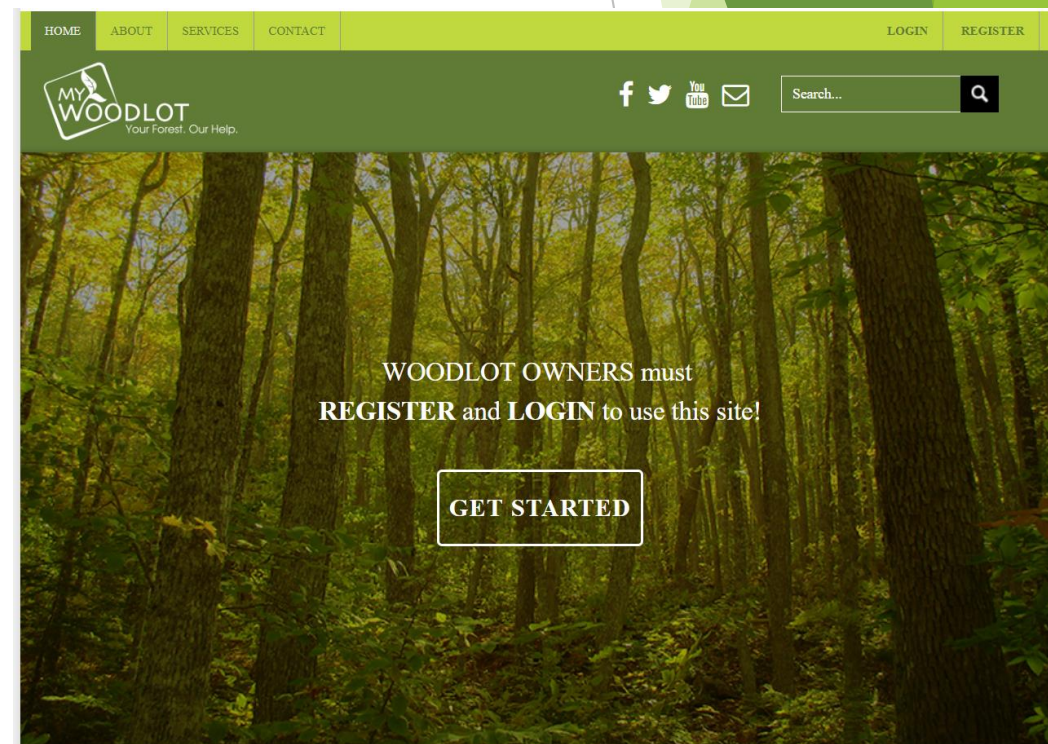 HOME ABOUT SERVICES CONTACT LOGIN REGISTER
MY
WOODLOT
Your Forest. Our Help.
You
Tube
Search...
WOODLOT OWNERS must
REGISTER and LOGIN to use this site!
GET STARTED